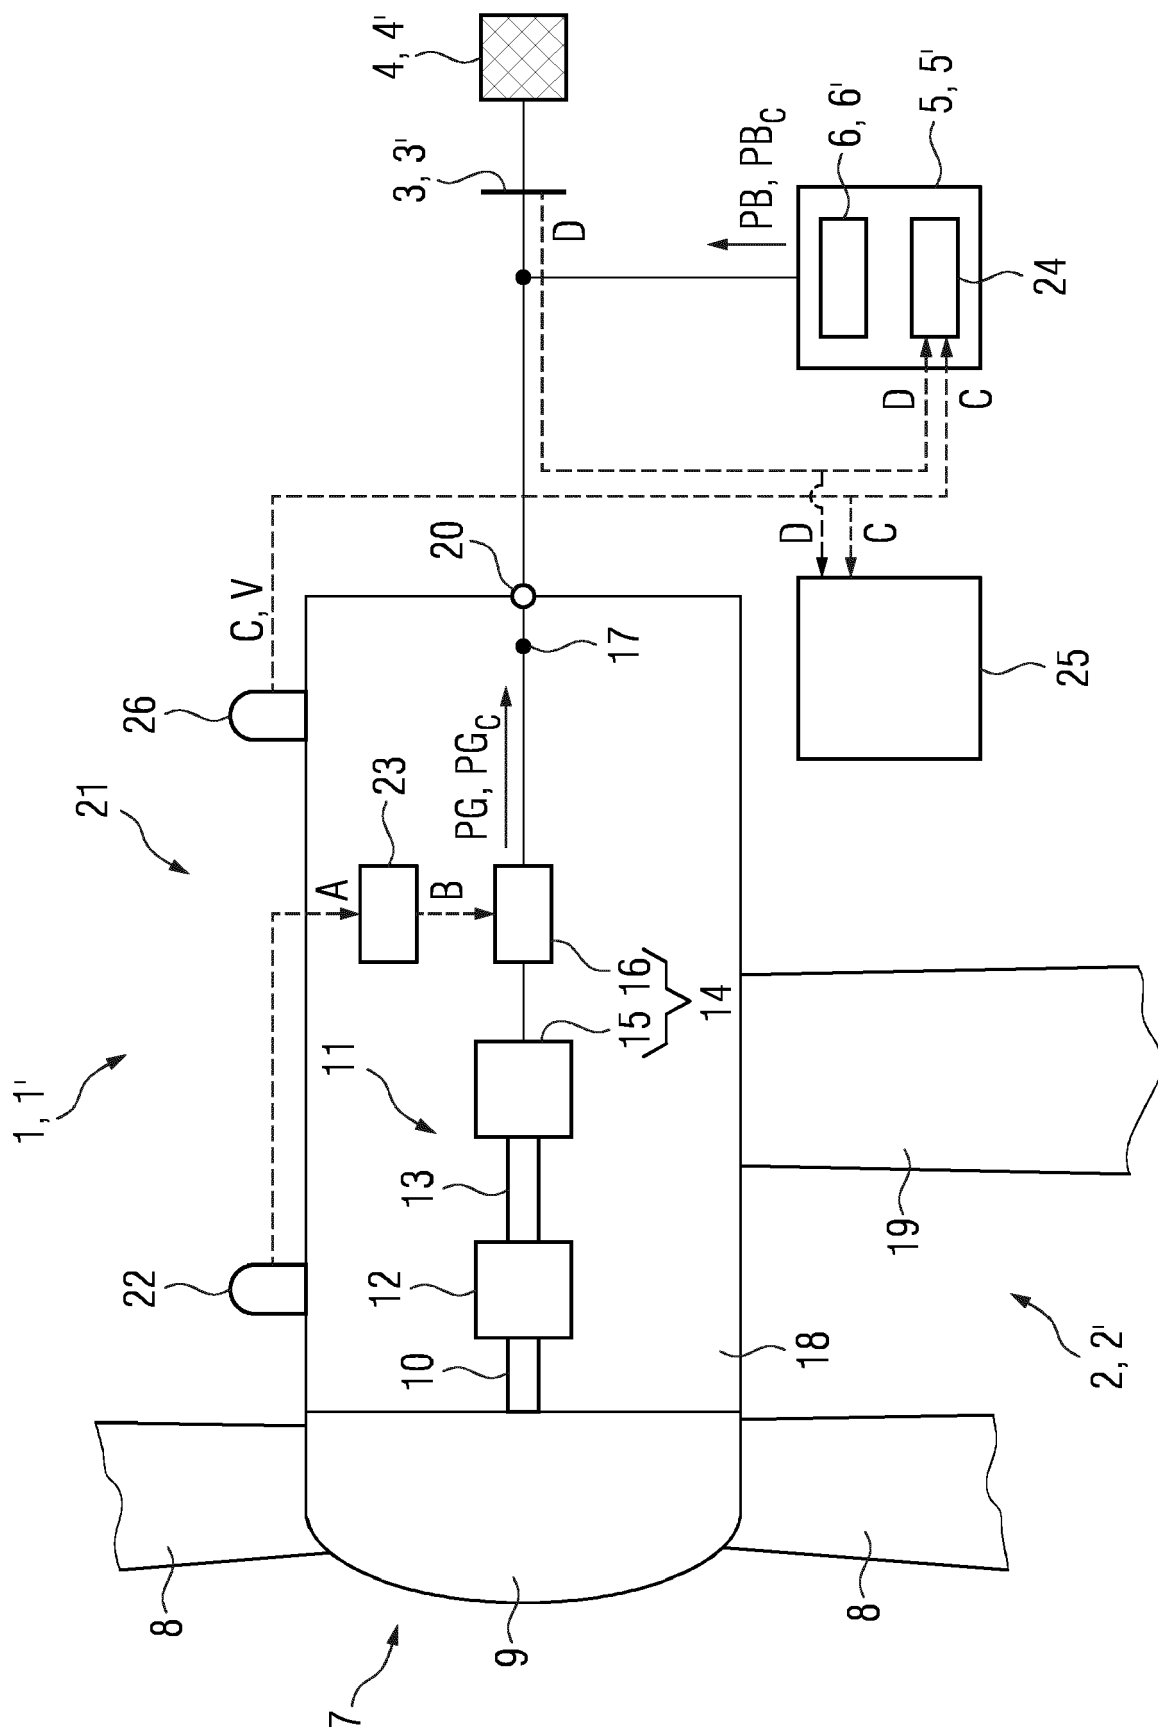 1, 1'
21
22
26
C, V
A
23
B
PG, PG_C
11
10
12
13
15 16
14
17
20
3, 3'
4, 4'
D
PB, PB_C
6, 6'
5, 5'
24
D
C
D
C
25
7
8
9
8
18
19
2, 2'